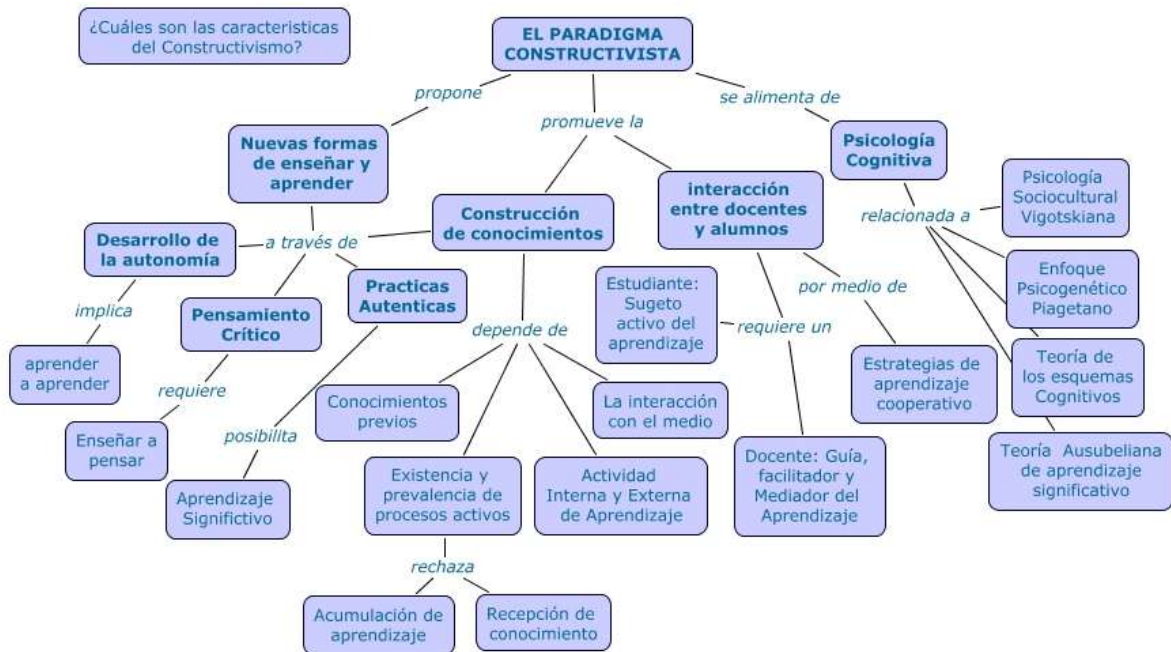 ¿Cuáles son las caracteristicas
del Constructivismo?
EL PARADIGMA
CONSTRUCTIVISTA
propone
promueve la
se alimenta de
Nuevas formas
de enseñar y
aprender
Psicología
Cognitiva
Construcción
de conocimientos
interacción
entre docentes
y alumnos
relacionada a
Psicología
Sociocultural
Vigotskiana
Desarrollo de
la autonomía
a través de
Practicas
Autenticas
Enfoque
Psicogenético
Piagetano
implica
Pensamiento
Crítico
depende de
Estudiante:
Sugeto
activo del
aprendizaje
requiere un
por medio de
aprender
a aprender
requiere
Conocimientos
previos
La interacción
con el medio
Estrategias de
aprendizaje
cooperativo
Teoría de
los esquemas
Cognitivos
Enseñar a
pensar
posibilita
Existencia y
prevalencia de
procesos activos
Actividad
Interna y Externa
de Aprendizaje
Docente: Guía,
facilitador y
Mediador del
Aprendizaje
Teoría Ausubeliana
de aprendizaje
significativo
Aprendizaje
Significtivo
rechaza
Acumulación de
aprendizaje
Recepción de
conocimiento